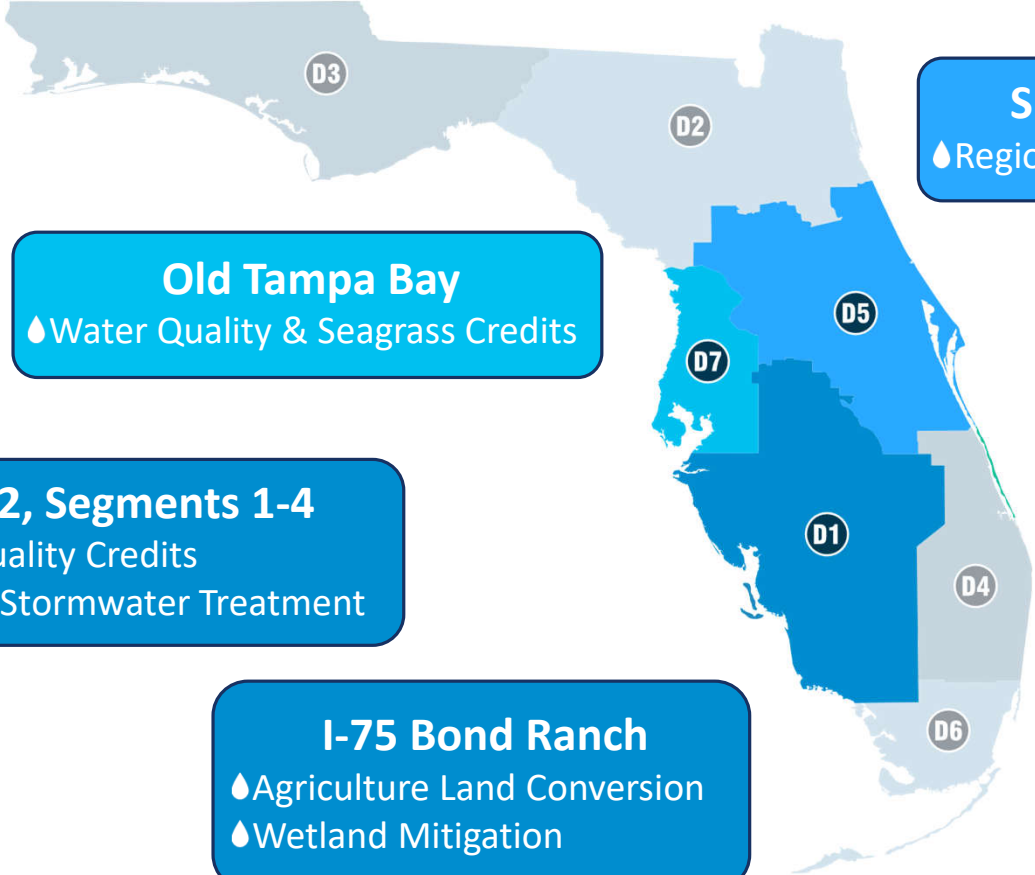 D3
D2
S
Regio
Old Tampa Bay
Water Quality & Seagrass Credits
D5
D7
2, Segments 1-4
uality Credits
Stormwater Treatment
D1
D4
I-75 Bond Ranch
Agriculture Land Conversion
Wetland Mitigation
D6